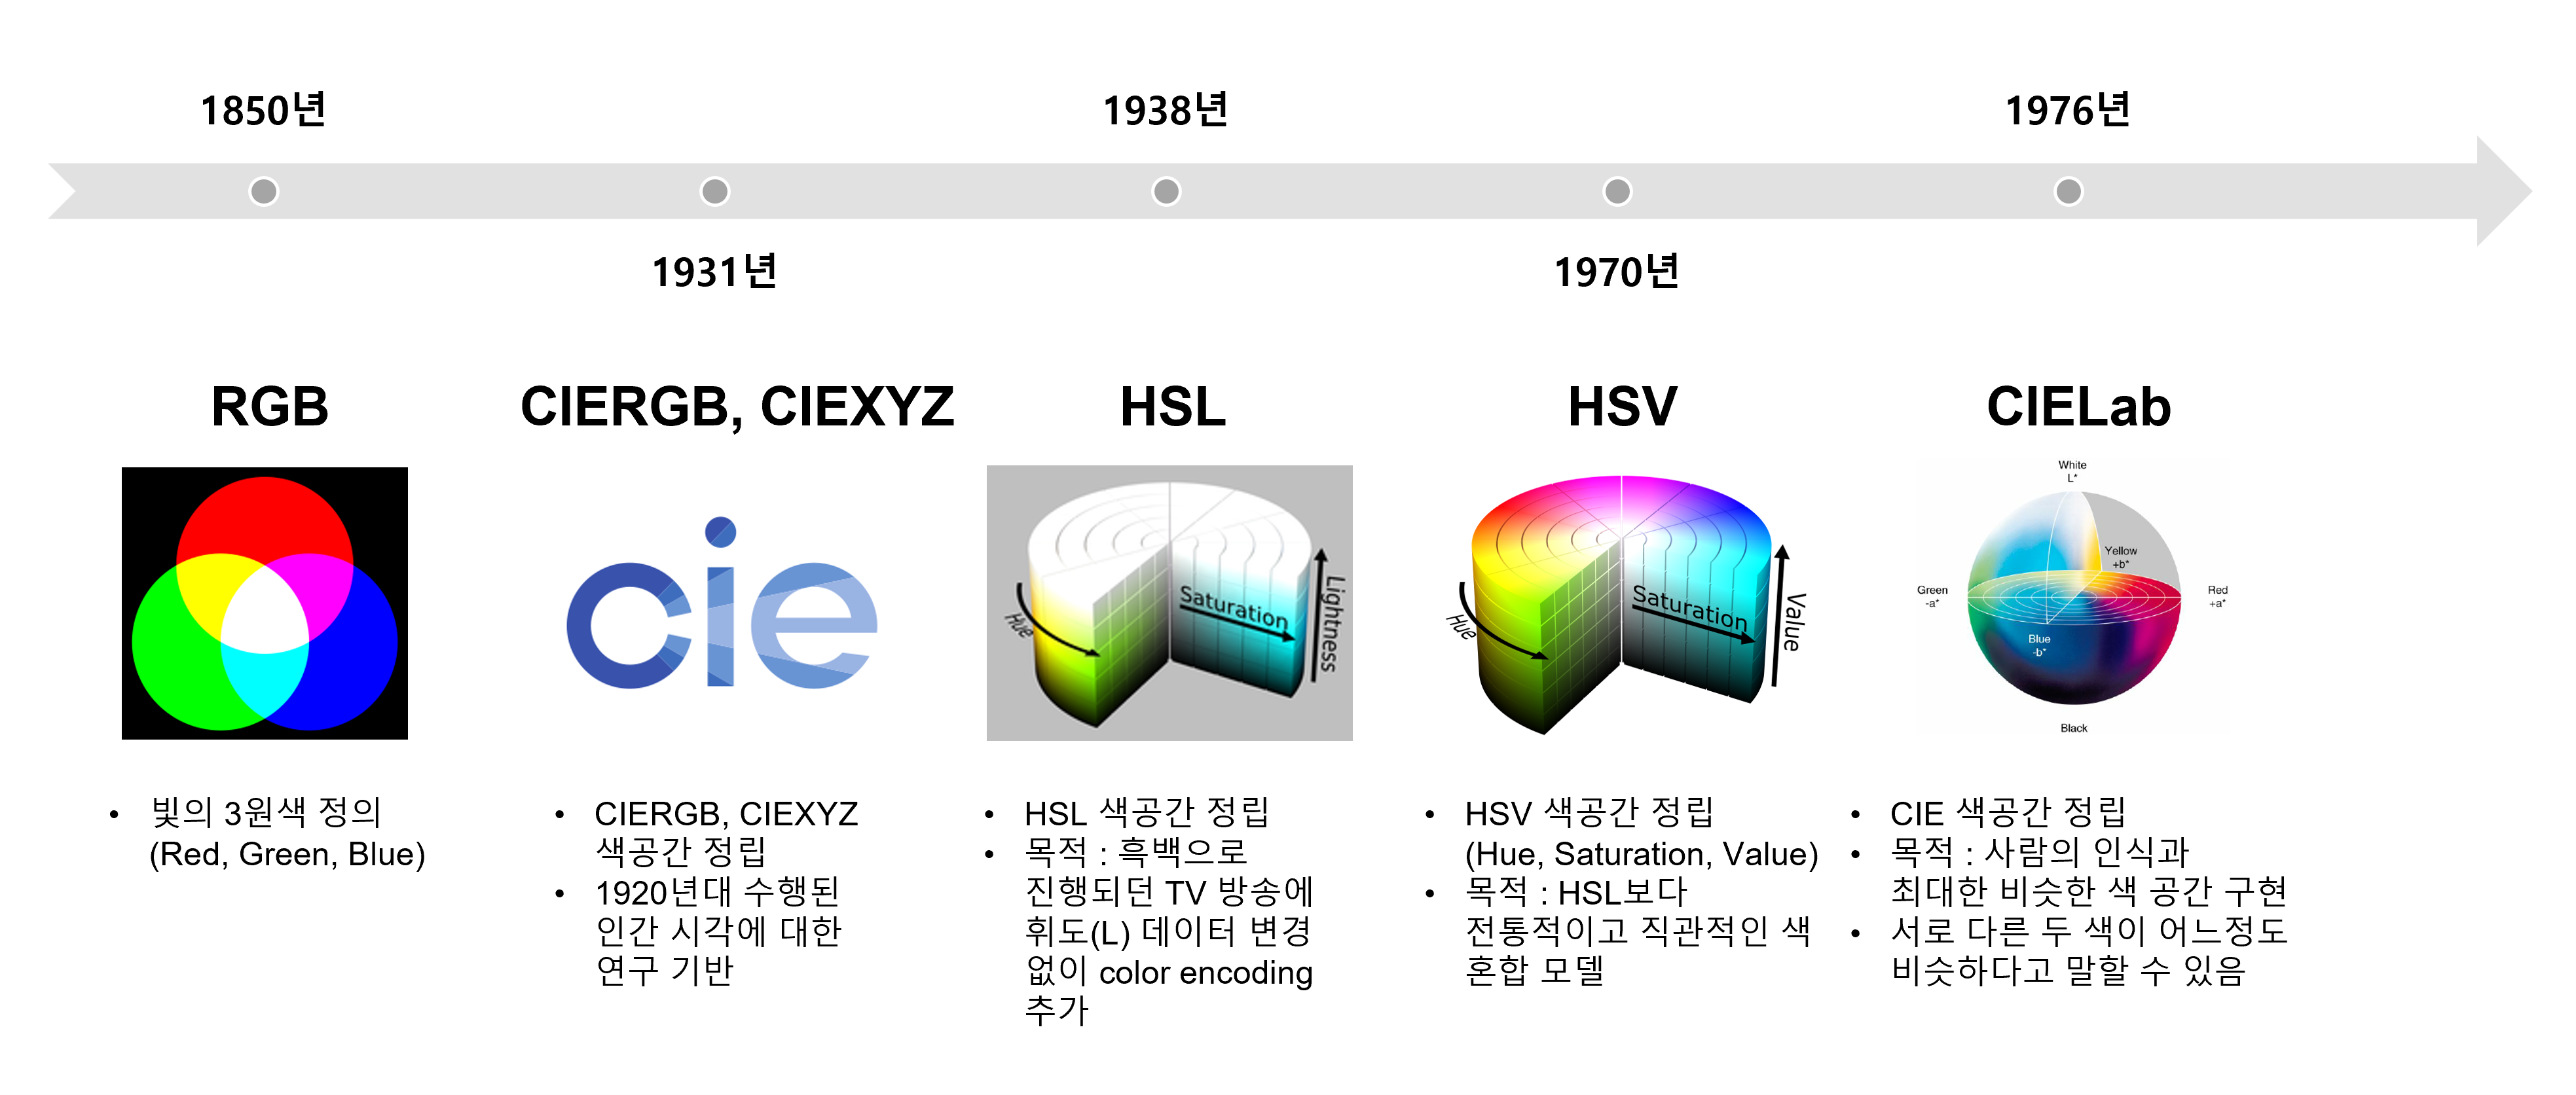 1850년
1938년
1976년
1931년
1970년
RGB
CIERGB, CIEXYZ
HSL
HSV
CIELab
cie
Hue
Saturation
Lightness
Hue
Saturation
Value
White
L*
Yellow
+b*
Green
-a*
Red
+a*
Blue
-b*
Black
• 빛의 3원색 정의
(Red, Green, Blue)
• CIERGB, CIEXYZ
색공간 정립
• 1920년대 수행된
인간 시각에 대한
연구 기반
• HSL 색공간 정립
• 목적 : 흑백으로
진행되던 TV 방송에
휘도(L) 데이터 변경
없이 color encoding
추가
• HSV 색공간 정립
(Hue, Saturation, Value)
• 목적 : HSL보다
전통적이고 직관적인 색
혼합 모델
• CIE 색공간 정립
• 목적 : 사람의 인식과
최대한 비슷한 색 공간 구현
• 서로 다른 두 색이 어느정도
비슷하다고 말할 수 있음